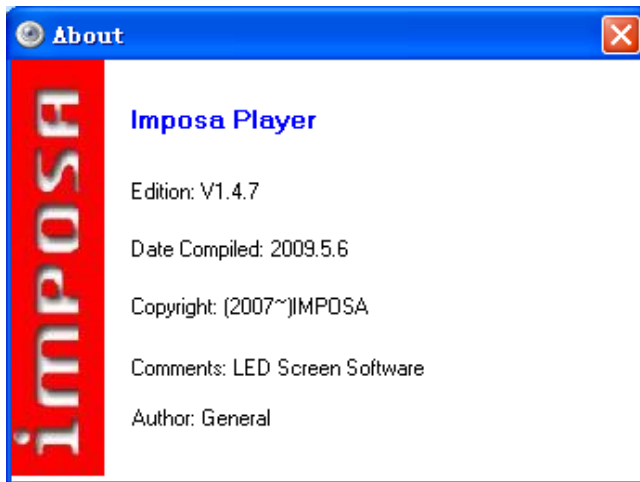 About
imposa
Imposa Player
Edition: V1.4.7
Date Compiled: 2009.5.6
Copyright: (2007~)IMPOSA
Comments: LED Screen Software
Author: General